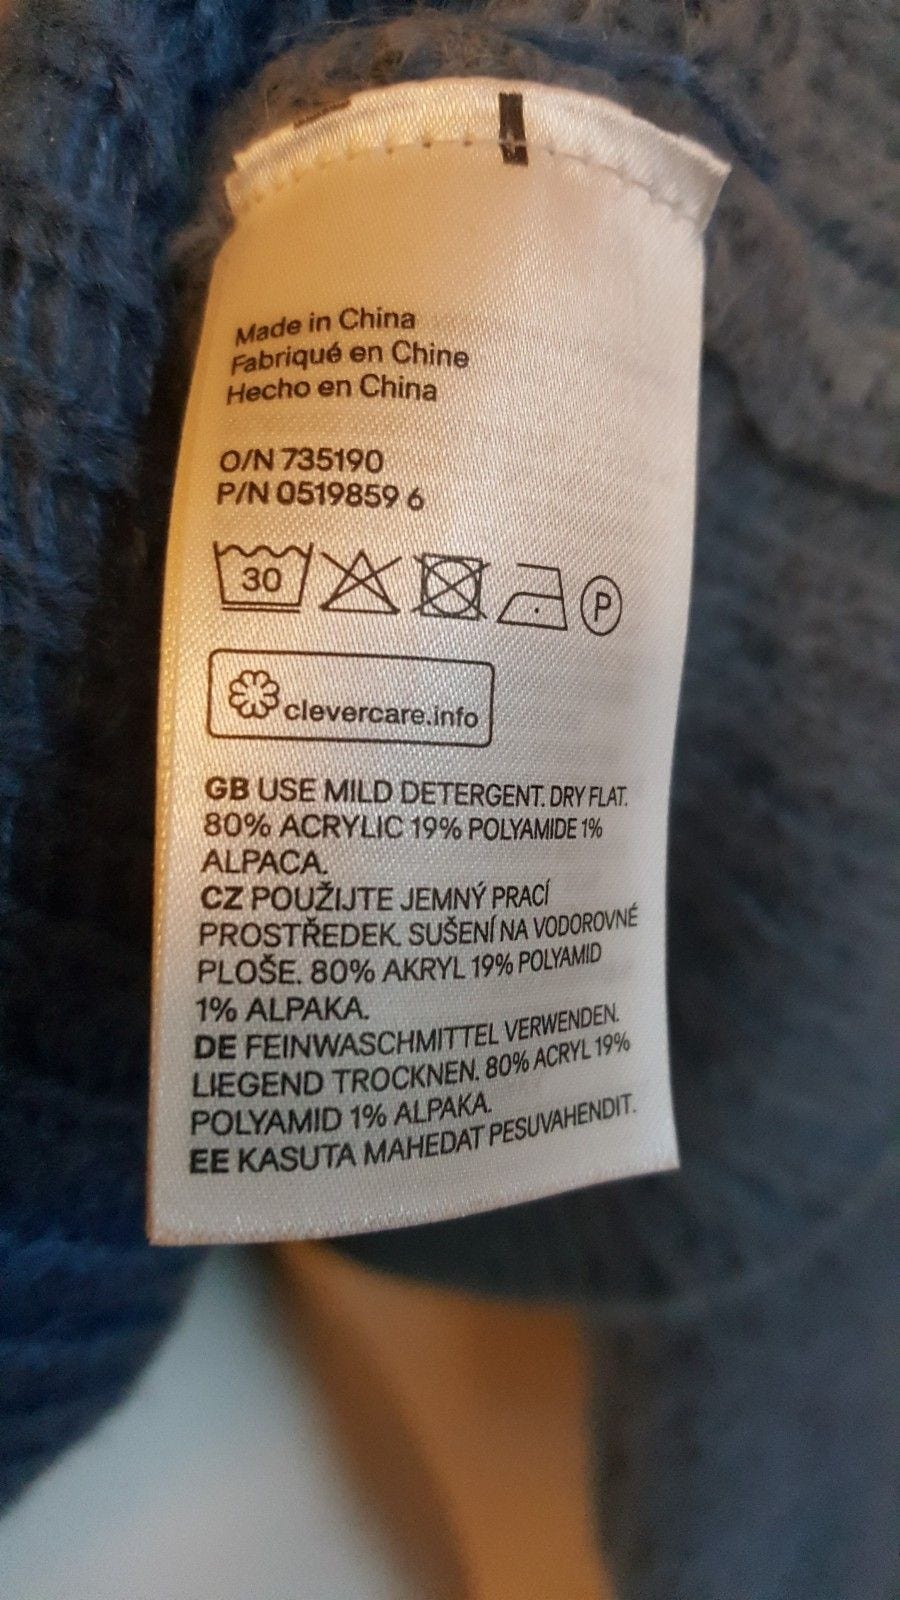 Made in China
Fabriqué en Chine
Hecho en China
O/N 735190
P/N 0519859 6
30 P
clevercare.info
GB USE MILD DETERGENT. DRY FLAT.
80% ACRYLIC 19% POLYAMIDE 1%
ALPACA.
CZ POUŽIJTE JEMNÝ PRACÍ
PROSTŘEDEK. SUŠENÍ NA VODOROVNÉ
PLOŠE. 80% AKRYL 19% POLYAMID
1% ALPAKA.
DE FEINWASCHMITTEL VERWENDEN.
LIEGEND TROCKNEN. 80% ACRYL 19%
POLYAMID 1% ALPAKA.
EE KASUTA MAHEDAT PESUVAHENDIT.